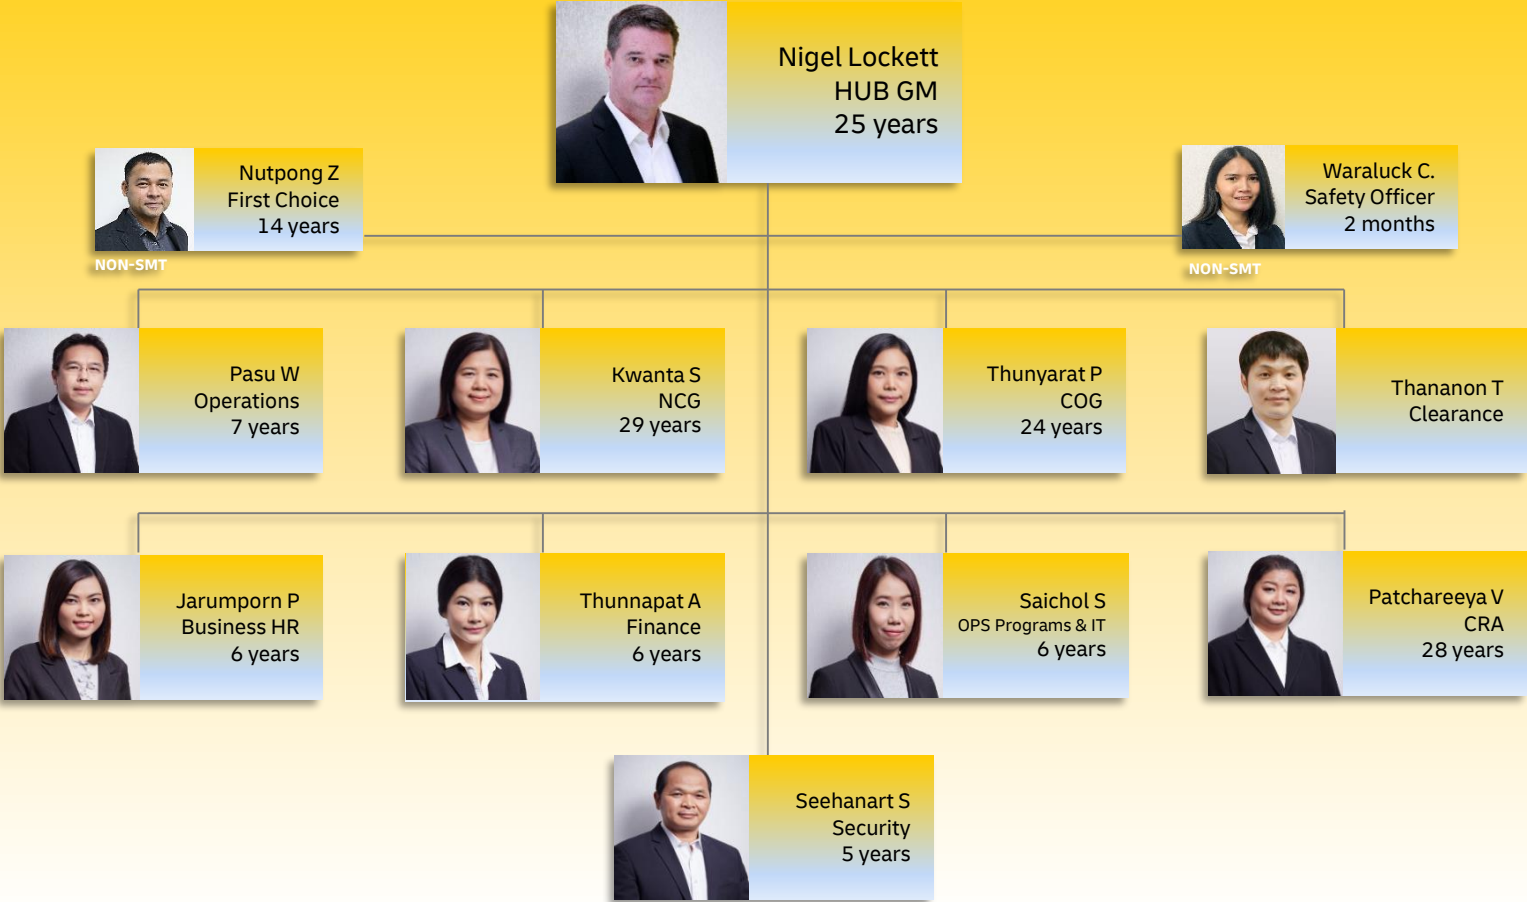 Nigel Lockett
HUB GM
25 years
Nutpong Z
First Choice
14 years
NON-SMT
Waraluck C.
Safety Officer
2 months
NON-SMT
Pasu W
Operations
7 years
Kwanta S
NCG
29 years
Thunyarat P
COG
24 years
Thananon T
Clearance
Jarumporn P
Business HR
6 years
Thunnapat A
Finance
6 years
Saichol S
OPS Programs & IT
6 years
Patchareeya V
CRA
28 years
Seehanart S
Security
5 years